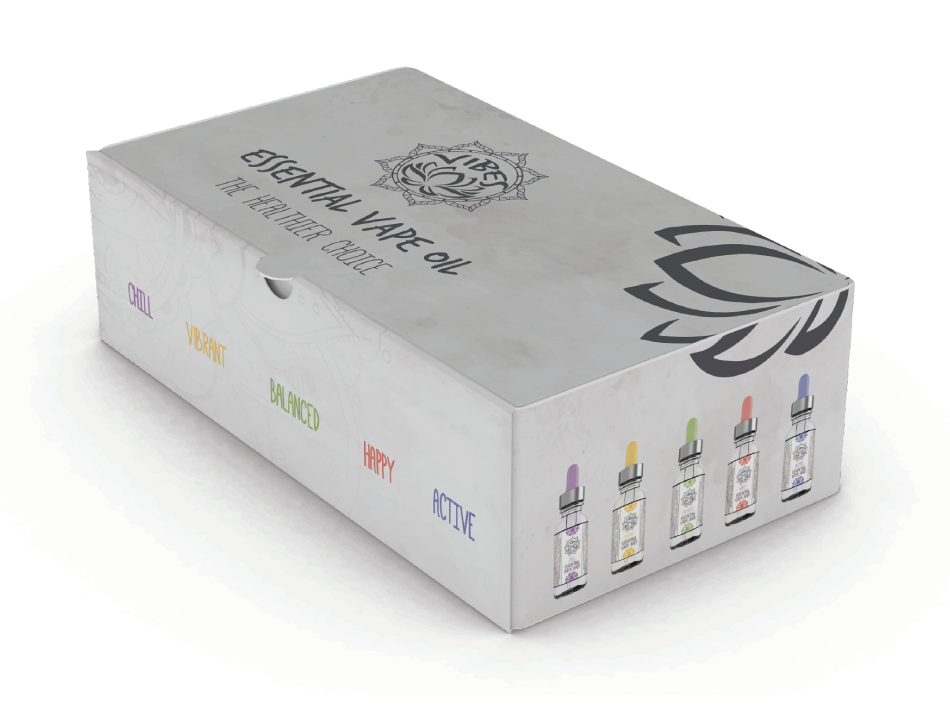 VIBES
ESSENTIAL VAPE OIL
THE HEALTHIER CHOICE
CHILL
VIBRANT
BALANCED
HAPPY
ACTIVE